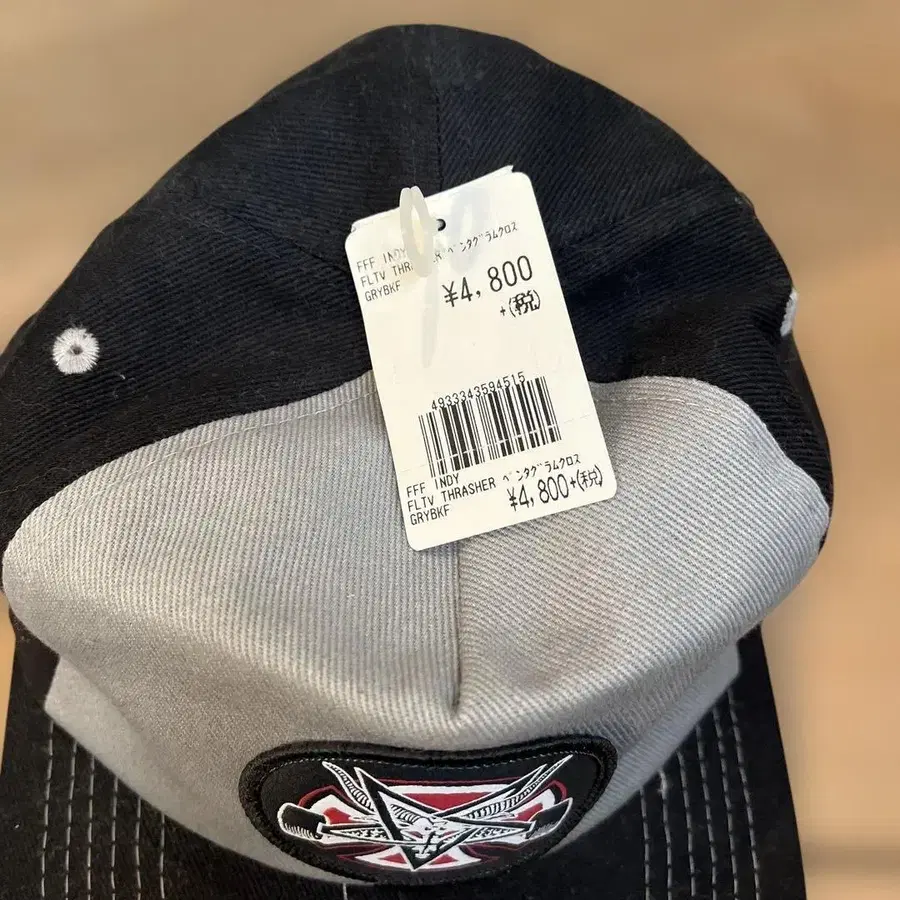 FFF INDY
FLTV THRASHER ﾍﾟﾝﾀｸﾞﾗﾑｸﾛｽ
GRYBKF
¥4,800
+(税)
4933343594515
FFF INDY
FLTV THRASHER ﾍﾟﾝﾀｸﾞﾗﾑｸﾛｽ
GRYBKF
¥4,800+(税)